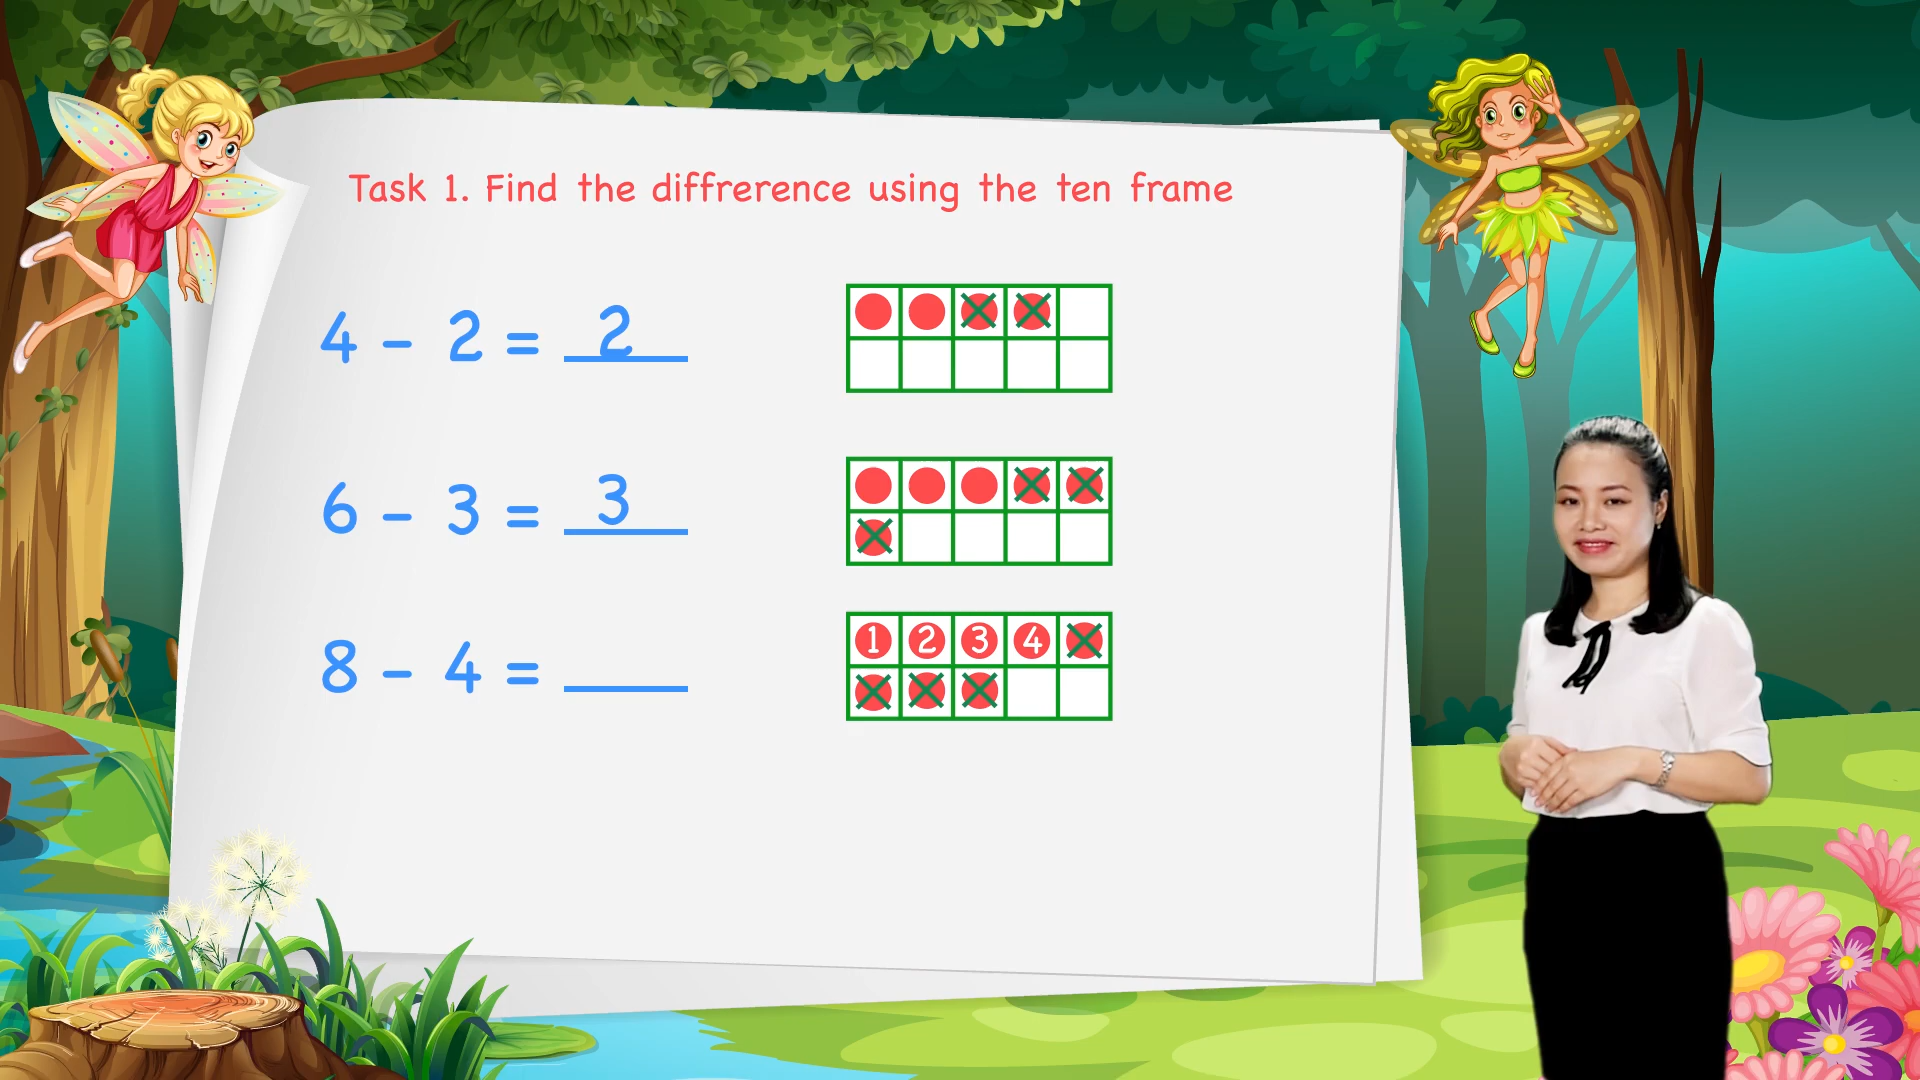 Task 1. Find the diffrerence using the ten frame
4 - 2 = 2
6 - 3 = 3
8 - 4 = ___
1 2 3 4